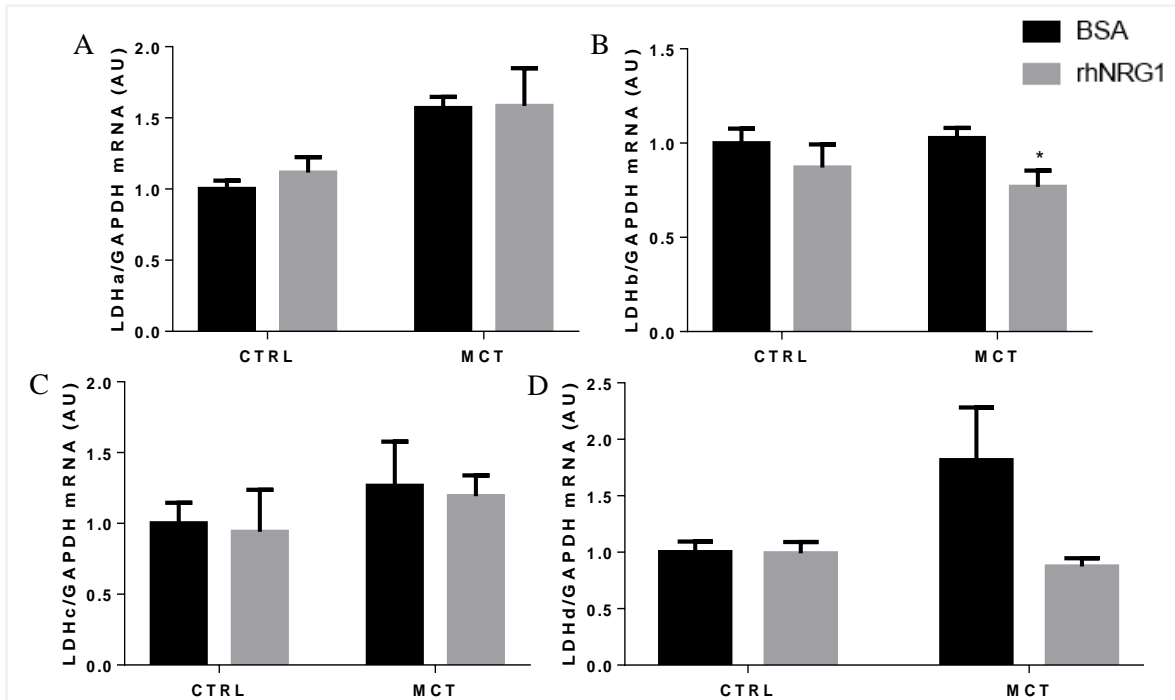 A
LDHa/GAPDH mRNA (AU)
2.0
1.5
1.0
0.5
0.0
CTRL
MCT
B
LDHb/GAPDH mRNA (AU)
1.5
1.0
0.5
0.0
*
CTRL
MCT
BSA
rhNRG1
C
LDHc/GAPDH mRNA (AU)
2.0
1.5
1.0
0.5
0.0
CTRL
MCT
D
LDHd/GAPDH mRNA (AU)
2.5
2.0
1.5
1.0
0.5
0.0
CTRL
MCT